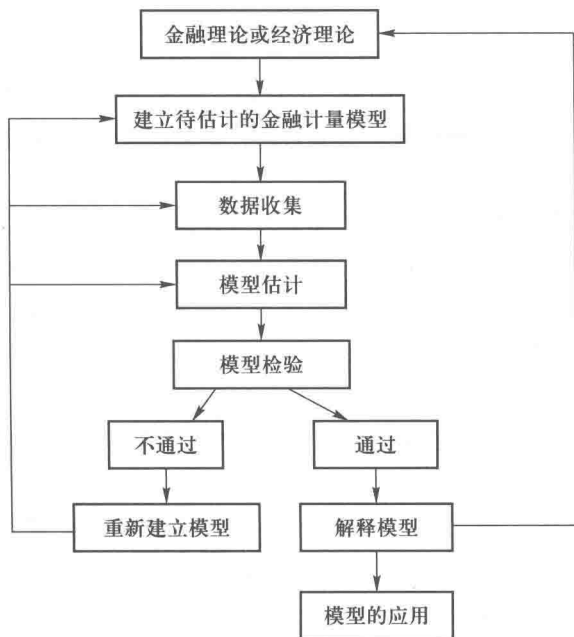 金融理论或经济理论
建立待估计的金融计量模型
数据收集
模型估计
模型检验
不通过
通过
重新建立模型
解释模型
模型的应用